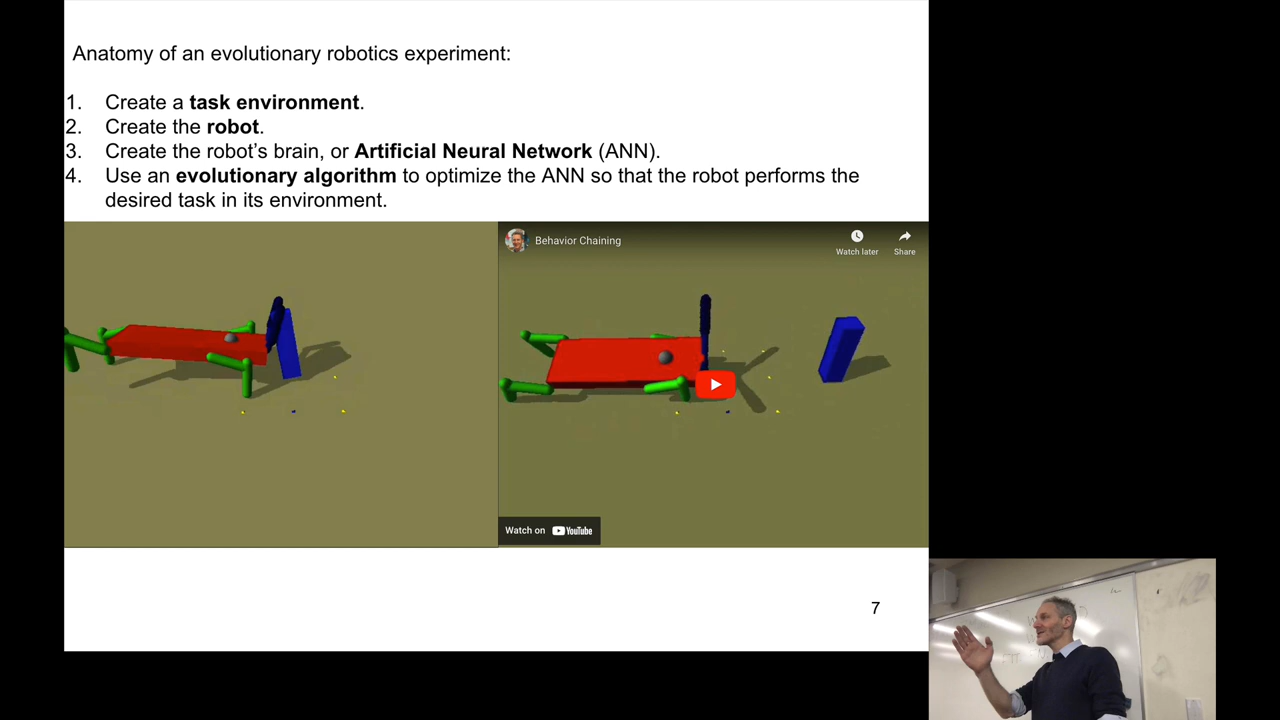 Anatomy of an evolutionary robotics experiment:
1. Create a task environment.
2. Create the robot.
3. Create the robot’s brain, or Artificial Neural Network (ANN).
4. Use an evolutionary algorithm to optimize the ANN so that the robot performs the
desired task in its environment.
Behavior Chaining
Watch later
Share
Watch on YouTube
7